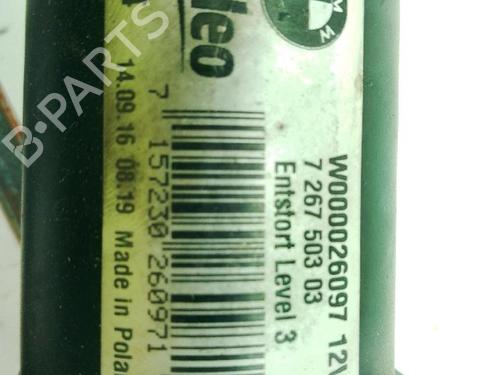 W000026097 12V
7 267 503 03
Entstort Level 3
7 157230 260971
14.09.16 08.19 Made in Pola
B-PARTS